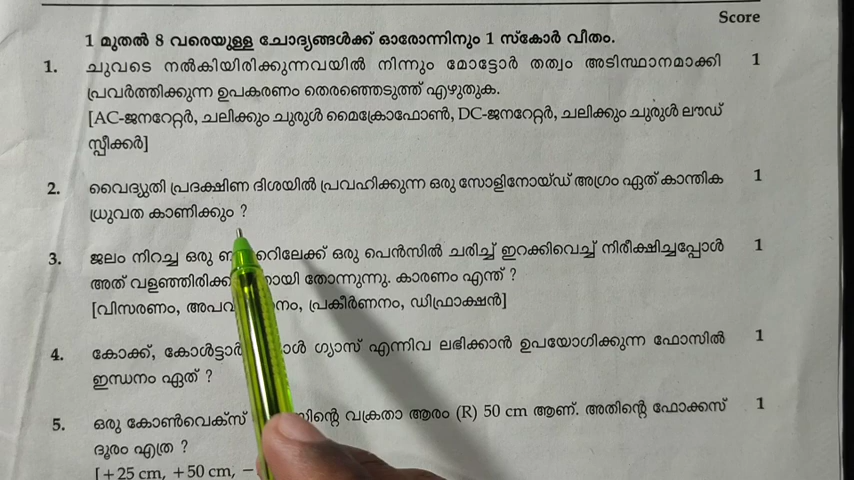 Score
1 മുതൽ 8 വരെയുള്ള ചോദ്യങ്ങൾക്ക് ഓരോന്നിനും 1 സ്കോർ വീതം.
1. ചുവടെ നൽകിയിരിക്കുന്നവയിൽ നിന്നും മോട്ടോർ തത്വം അടിസ്ഥാനമാക്കി 1
പ്രവർത്തിക്കുന്ന ഉപകരണം തെരഞ്ഞെടുത്ത് എഴുതുക.
[AC-ജനറേറ്റർ, ചലിക്കും ചുരുൾ മൈക്രോഫോൺ, DC-ജനറേറ്റർ, ചലിക്കും ചുരുൾ ലൗഡ്
സ്പീക്കർ]
2. വൈദ്യുതി പ്രദക്ഷിണ ദിശയിൽ പ്രവഹിക്കുന്ന ഒരു സോളിനോയ്ഡ് അഗ്രം ഏത് കാന്തിക 1
ധ്രുവത കാണിക്കും ?
3. ജലം നിറച്ച ഒരു ഒരു പെൻസിൽ ചരിച്ച് ഇറക്കിവെച്ച് നിരീക്ഷിച്ചപ്പോൾ 1
അത് തോന്നുന്നു. കാരണം എന്ത് ?
[വിസരണം, പ്രകീർണനം, ഡിഫ്രാക്ഷൻ]
4. കോക്ക്, കോൾട്ടാർ ഗ്യാസ് എന്നിവ ലഭിക്കാൻ ഉപയോഗിക്കുന്ന ഫോസിൽ 1
ഇന്ധനം ഏത് ?
5. ഒരു കോൺവെക്സ് വക്രതാ ആരം (R) 50 cm ആണ്. അതിന്റെ ഫോക്കസ് 1
ദൂരം എത്ര ?
[+25 cm, +50 cm, −